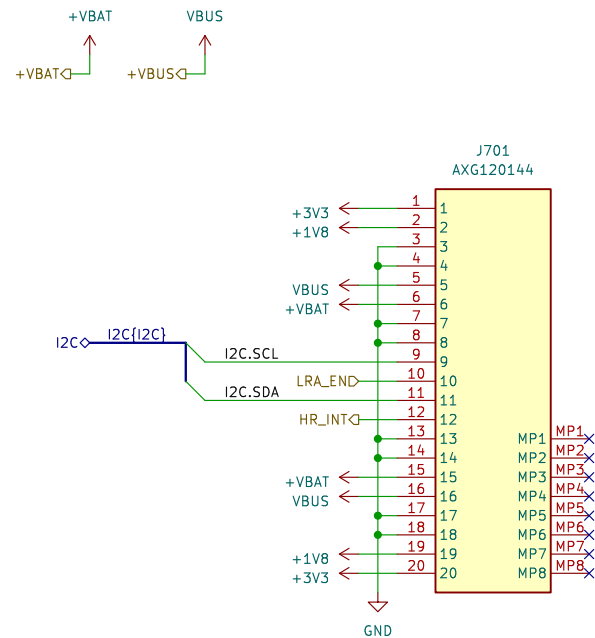 +VBAT VBUS
+VBAT +VBUS
J701
AXG120144
+3V3 1 1
+1V8 2 2
3 3
4 4
VBUS 5 5
+VBAT 6 6
7 7
8 8
I2C I2C{I2C}
I2C.SCL 9 9
LRA_EN 10 10
I2C.SDA 11 11
HR_INT 12 12
13 13 MP1 MP1
14 14 MP2 MP2
+VBAT 15 15 MP3 MP3
VBUS 16 16 MP4 MP4
17 17 MP5 MP5
18 18 MP6 MP6
+1V8 19 19 MP7 MP7
+3V3 20 20 MP8 MP8
GND